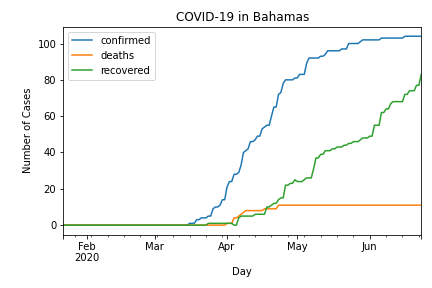 COVID-19 in Bahamas
confirmed
deaths
recovered
100
80
60
40
20
0
Number of Cases
Feb
2020
Mar
Apr
May
Jun
Day